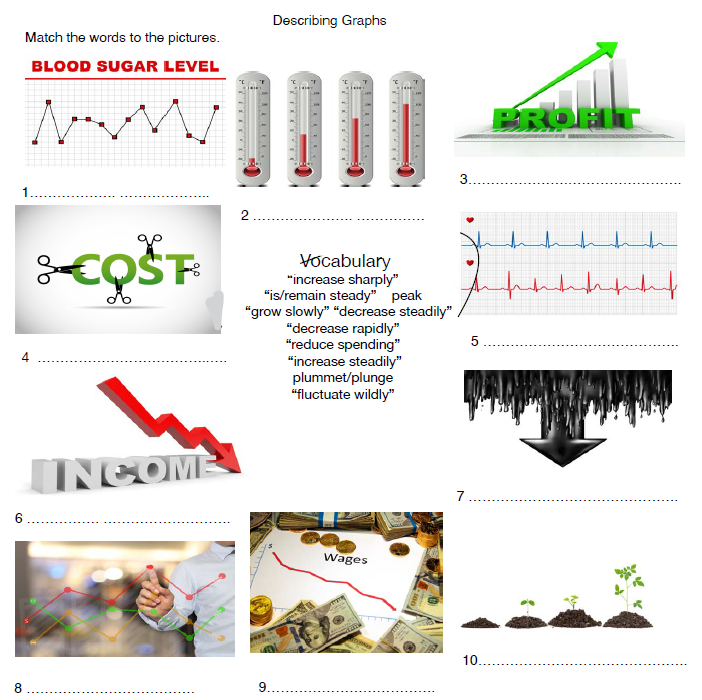 Describing Graphs
Match the words to the pictures.
BLOOD SUGAR LEVEL
1.................... .....................
°C °F °C °F °C °F °C °F
2 ....................... ................
PROFIT
3...................................................
COST
4 .............................................
Vocabulary
“increase sharply”
“is/remain steady” peak
“grow slowly” “decrease steadily”
“decrease rapidly”
“reduce spending”
“increase steadily”
plummet/plunge
“fluctuate wildly”
5 ...............................................
INCOME
6 ................. ..............................
7 ....................................................
8 ........................................
$ Wages
9.........................................
10.................................................